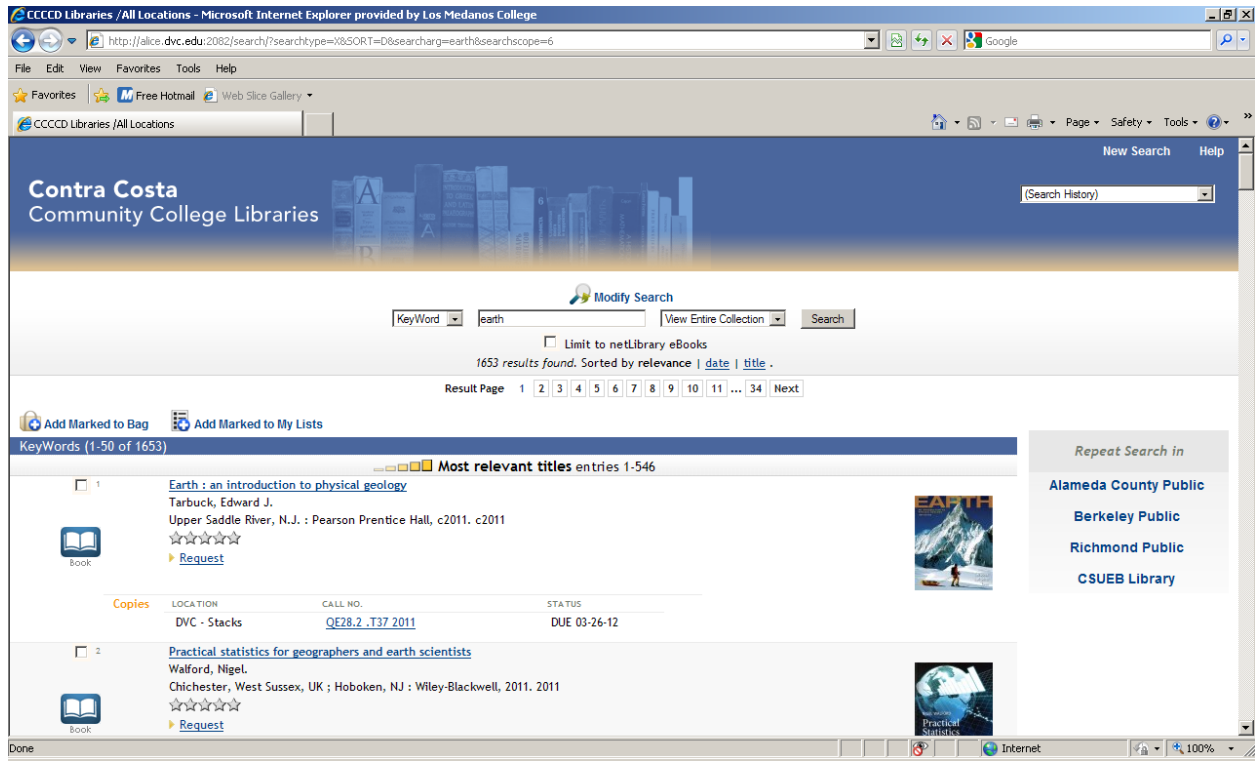 CCCCD Libraries /All Locations - Microsoft Internet Explorer provided by Los Medanos College
http://alice.dvc.edu:2082/search/?searchtype=X&SORT=D&searcharg=earth&searchscope=6
Google
File Edit View Favorites Tools Help
Favorites Free Hotmail Web Slice Gallery
CCCCD Libraries /All Locations
Page Safety Tools
New Search Help
Contra Costa
Community College Libraries
(Search History)
Modify Search
KeyWord earth View Entire Collection Search
Limit to netLibrary eBooks
1653 results found. Sorted by relevance | date | title .
Result Page 1 2 3 4 5 6 7 8 9 10 11 ... 34 Next
Add Marked to Bag Add Marked to My Lists
KeyWords (1-50 of 1653)
Most relevant titles entries 1-546
1 Earth : an introduction to physical geology
Tarbuck, Edward J.
Upper Saddle River, N.J. : Pearson Prentice Hall, c2011. c2011
Book
Request
EARTH
Copies LOCATION CALL NO. STATUS
DVC - Stacks QE28.2 .T37 2011 DUE 03-26-12
2 Practical statistics for geographers and earth scientists
Walford, Nigel.
Chichester, West Sussex, UK ; Hoboken, NJ : Wiley-Blackwell, 2011. 2011
Book
Request
Practical
Statistics
Repeat Search in
Alameda County Public
Berkeley Public
Richmond Public
CSUEB Library
Done Internet 100%